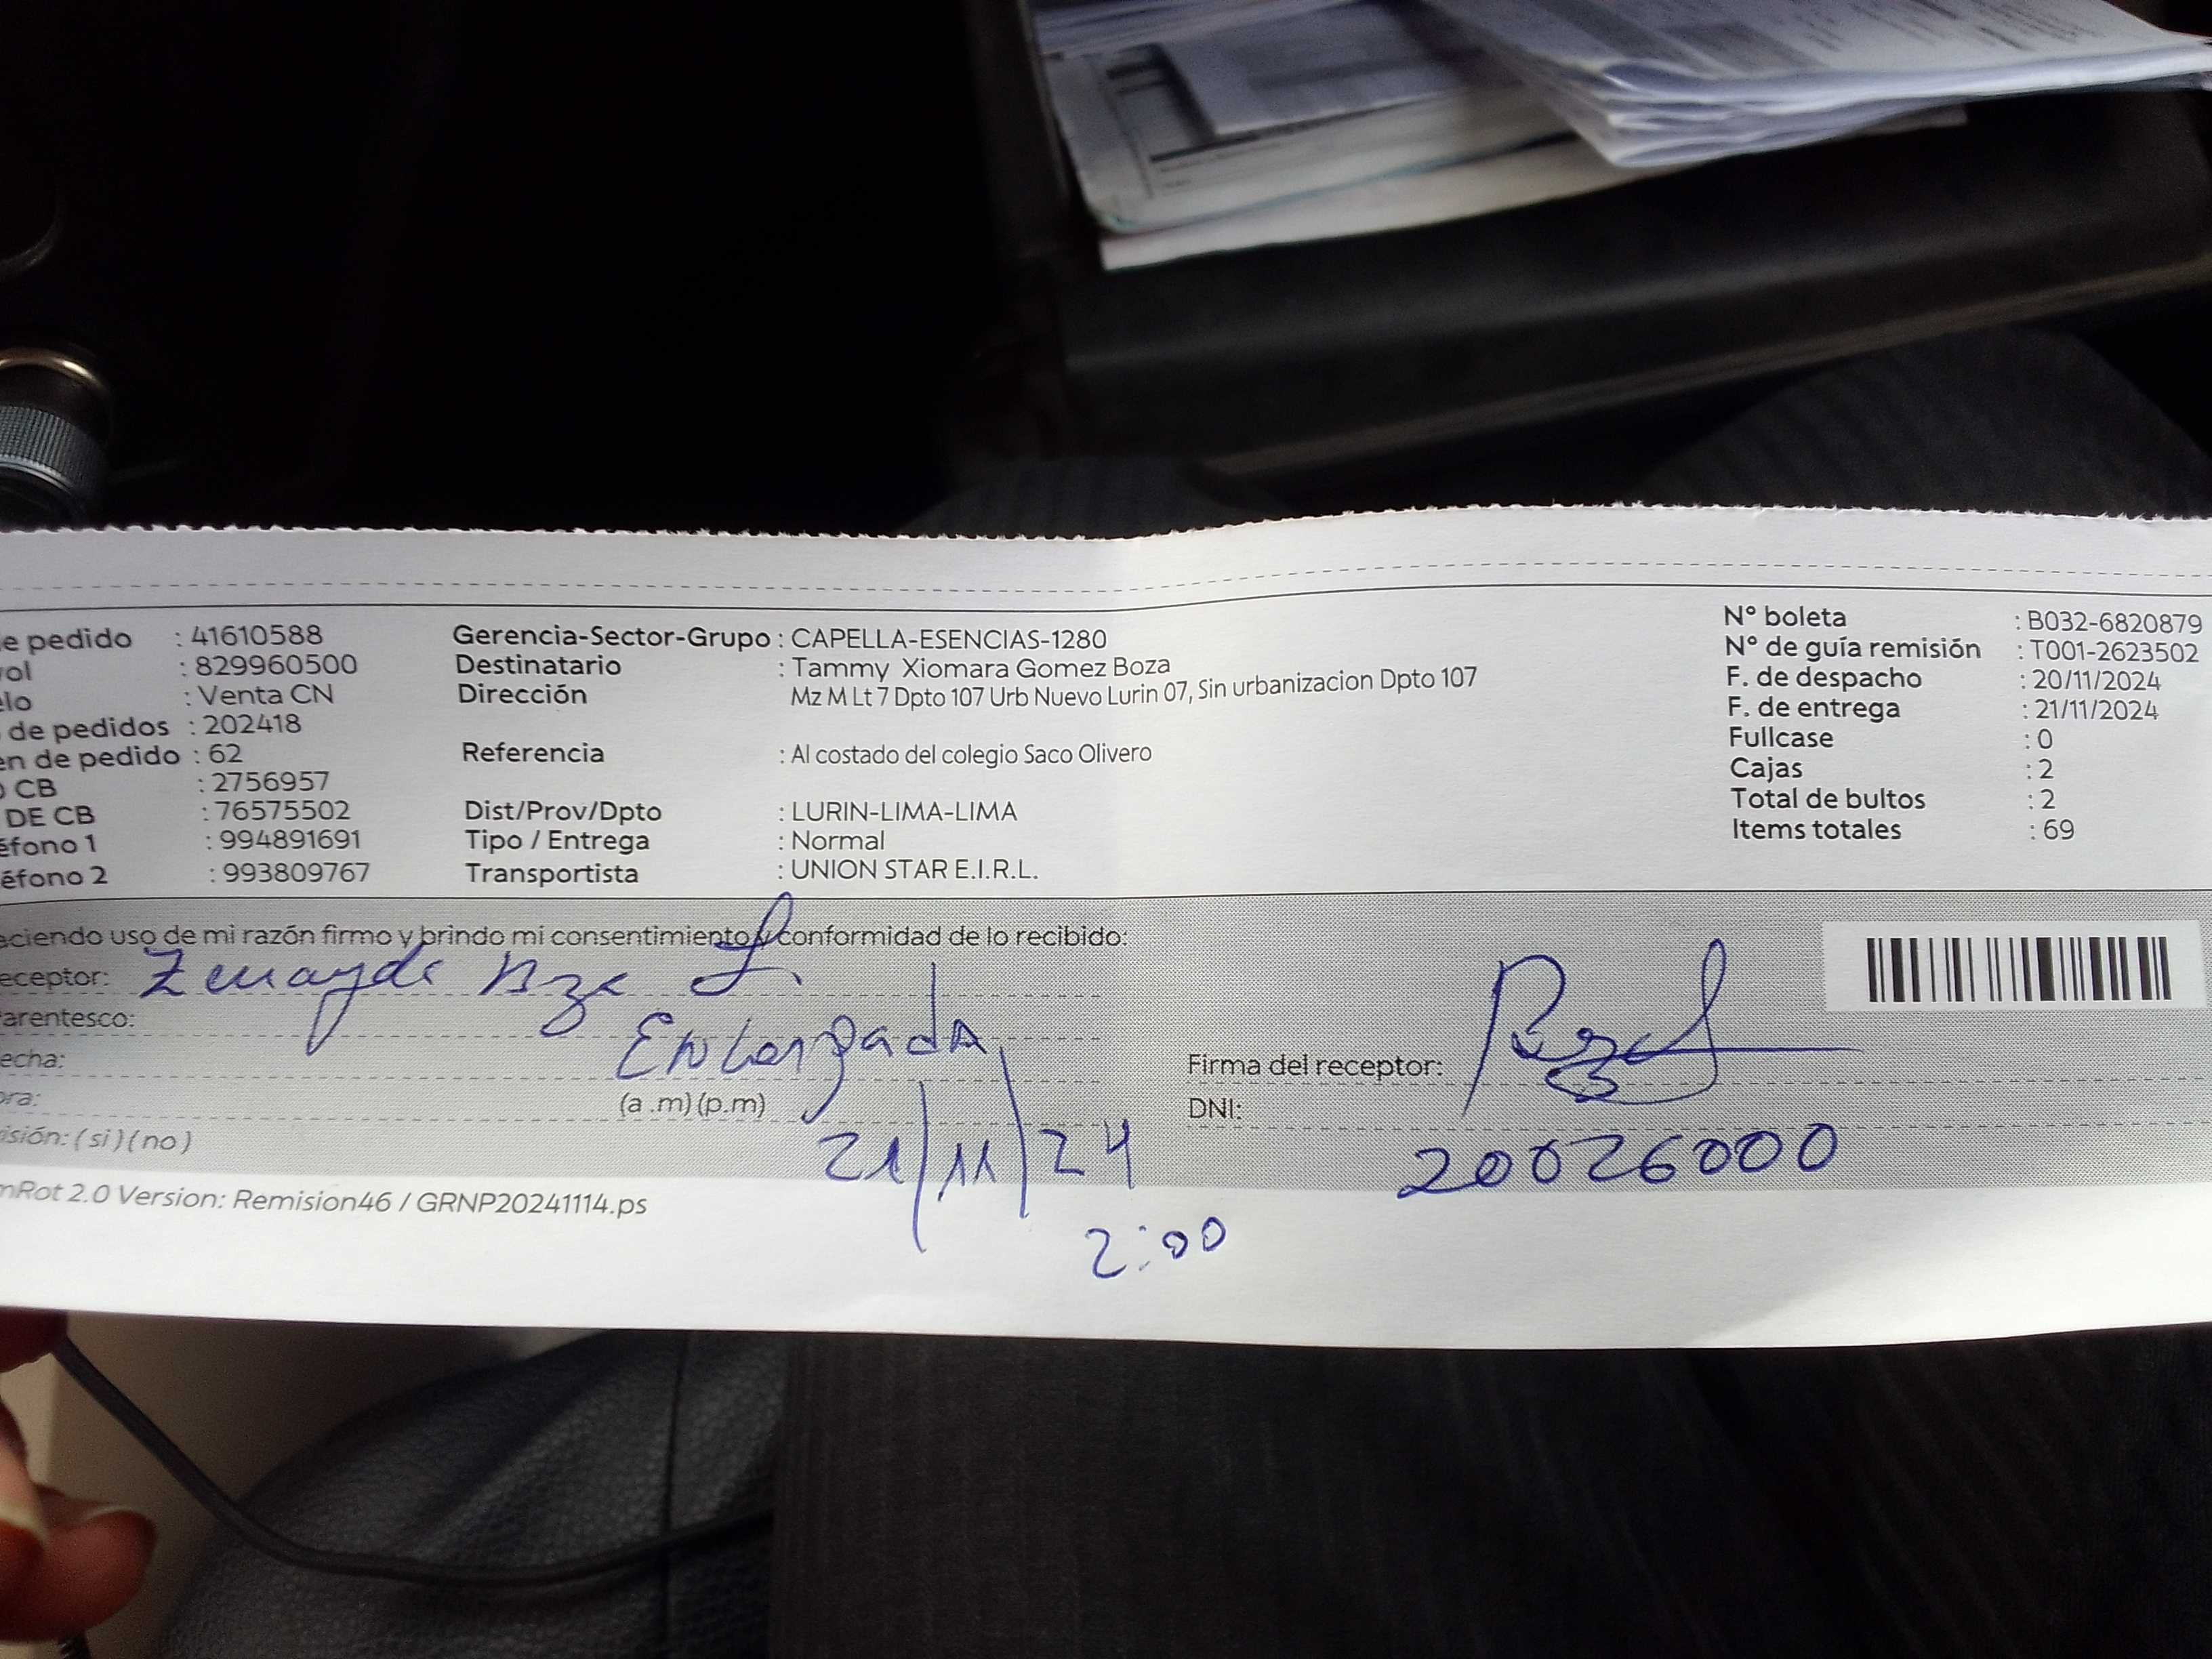 e pedido : 41610588 Gerencia-Sector-Grupo : CAPELLA-ESENCIAS-1280 N° boleta : B032-6820879
ol : 829960500 Destinatario : Tammy Xiomara Gomez Boza N° de guía remisión : T001-2623502
elo : Venta CN Dirección Mz M Lt 7 Dpto 107 Urb Nuevo Lurin 07, Sin urbanizacion Dpto 107 F. de despacho : 20/11/2024
de pedidos : 202418 F. de entrega : 21/11/2024
en de pedido : 62 Referencia : Al costado del colegio Saco Olivero Fullcase : 0
CB : 2756957 Cajas : 2
DE CB : 76575502 Dist/Prov/Dpto : LURIN-LIMA-LIMA Total de bultos : 2
éfono 1 : 994891691 Tipo / Entrega : Normal Items totales : 69
éfono 2 : 993809767 Transportista : UNION STAR E.I.R.L.
aciendo uso de mi razón firmo y brindo mi consentimiento y conformidad de lo recibido:
eceptor:
arentesco:
echa: Firma del receptor:
ora: (a .m) (p.m) DNI:
21/11/24 20026000
isión: ( si ) ( no )
nRot 2.0 Version: Remision46 / GRNP20241114.ps
2:00